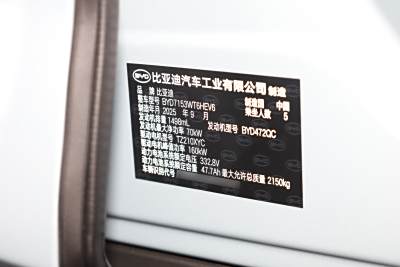 BYD 比亚迪汽车工业有限公司 制造
品牌 比亚迪 制造国 中国
整车型号 BYD7153WT6HEV6 乘坐人数 5
制造年月 2025 年 9 月
发动机排量 1498mL 发动机型号 BYD472QC
发动机最大净功率 70kW
驱动电机型号 TZ210XYC
驱动电机峰值功率 160kW
动力电池系统额定电压 332.8V
动力电池系统额定容量 47.7Ah 最大允许总质量 2150kg
车辆识别代号